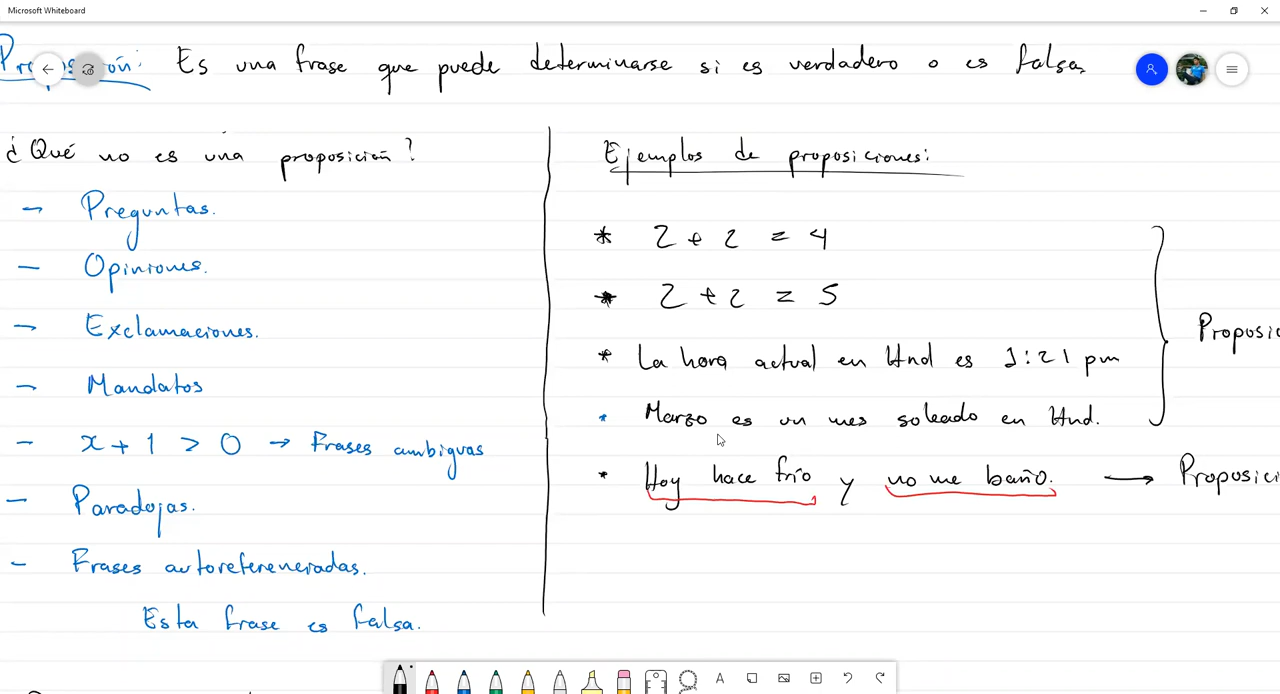 Microsoft Whiteboard
Es una frase que puede determinarse si es verdadero o es falsa,
¿Qué no es una proposición?
- Preguntas.
- Opiniones.
- Exclamaciones.
- Mandatos
- x + 1 > 0 → Frases ambiguas
- Paradojas.
- Frases autoreferenciadas.
Esta frase es falsa.
Ejemplos de proposiciones:
* 2 + 2 = 4
* 2 + 2 = 5
* La hora actual en Hnd es 1:21 pm
* Marzo es un mes soleado en Hnd.
Proposic
* Hoy hace frío y no me baño. → Proposici
A